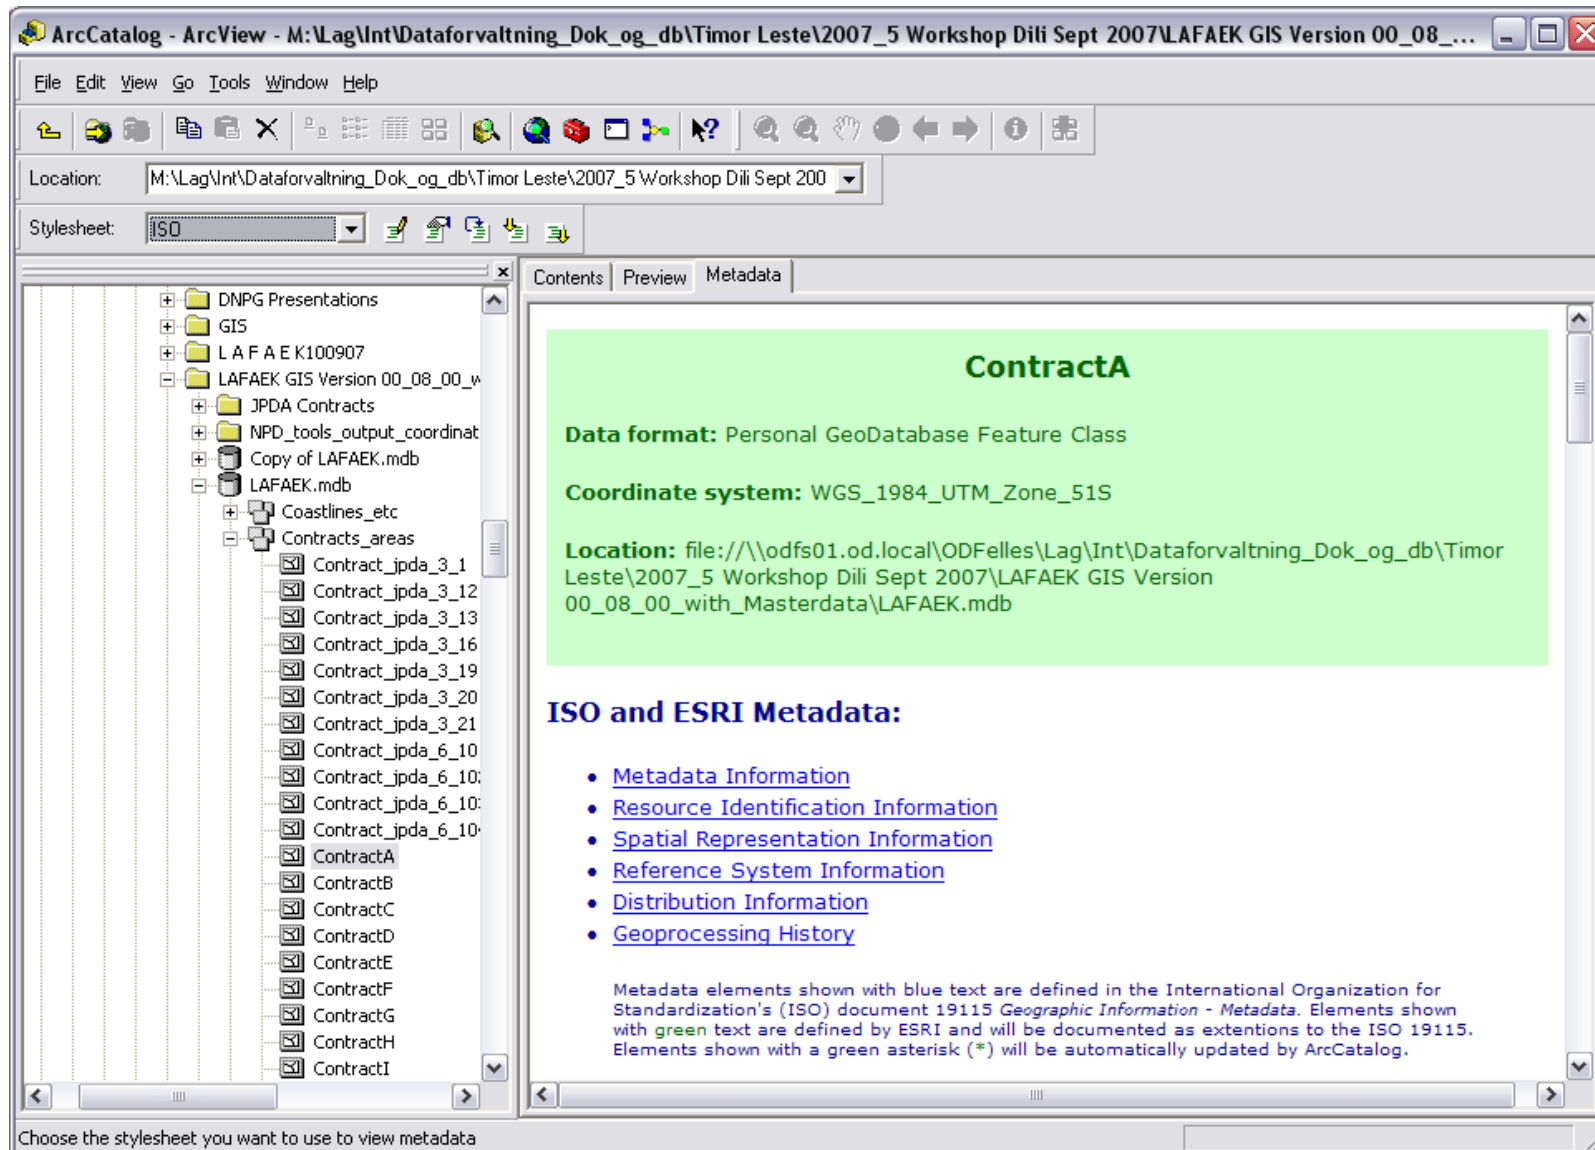 ArcCatalog - ArcView - M:\Lag\Int\Dataforvaltning_Dok_og_db\Timor Leste\2007_5 Workshop Dili Sept 2007\LAFAEK GIS Version 00_08_...
File Edit View Go Tools Window Help
Location: M:\Lag\Int\Dataforvaltning_Dok_og_db\Timor Leste\2007_5 Workshop Dili Sept 200
Stylesheet: ISO
DNPG Presentations
GIS
L A F A E K100907
LAFAEK GIS Version 00_08_00_w
JPDA Contracts
NPD_tools_output_coordinat
Copy of LAFAEK.mdb
LAFAEK.mdb
Coastlines_etc
Contracts_areas
Contract_jpda_3_1
Contract_jpda_3_12
Contract_jpda_3_13
Contract_jpda_3_16
Contract_jpda_3_19
Contract_jpda_3_20
Contract_jpda_3_21
Contract_jpda_6_10
Contract_jpda_6_102
Contract_jpda_6_103
Contract_jpda_6_104
ContractA
ContractB
ContractC
ContractD
ContractE
ContractF
ContractG
ContractH
ContractI
Contents Preview Metadata
ContractA
Data format: Personal GeoDatabase Feature Class
Coordinate system: WGS_1984_UTM_Zone_51S
Location: file://\\odfs01.od.local\ODFelles\Lag\Int\Dataforvaltning_Dok_og_db\Timor
Leste\2007_5 Workshop Dili Sept 2007\LAFAEK GIS Version
00_08_00_with_Masterdata\LAFAEK.mdb
ISO and ESRI Metadata:
• Metadata Information
• Resource Identification Information
• Spatial Representation Information
• Reference System Information
• Distribution Information
• Geoprocessing History
Metadata elements shown with blue text are defined in the International Organization for
Standardization's (ISO) document 19115 Geographic Information - Metadata. Elements shown
with green text are defined by ESRI and will be documented as extentions to the ISO 19115.
Elements shown with a green asterisk (*) will be automatically updated by ArcCatalog.
Choose the stylesheet you want to use to view metadata